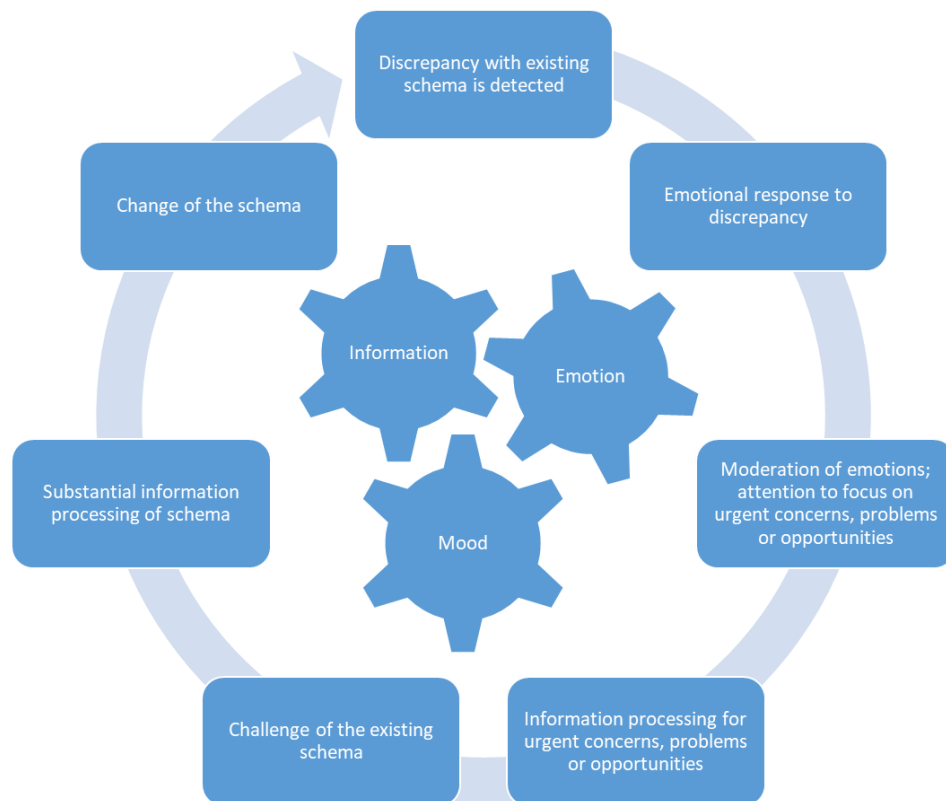 Discrepancy with existing
schema is detected
Emotional response to
discrepancy
Moderation of emotions;
attention to focus on
urgent concerns, problems
or opportunities
Information processing for
urgent concerns, problems
or opportunities
Challenge of the existing
schema
Substantial information
processing of schema
Change of the schema
Information
Emotion
Mood